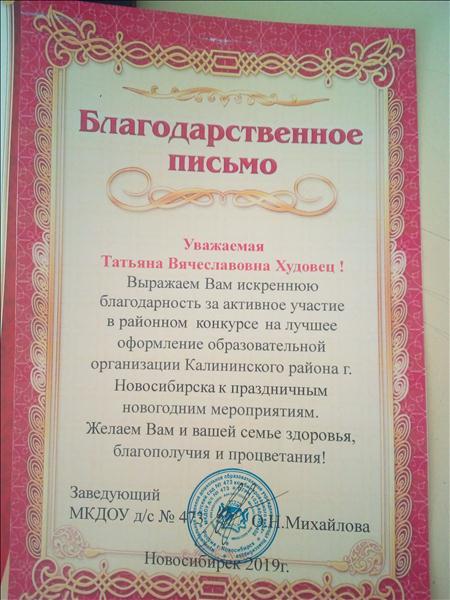 Благодарственное
письмо
Уважаемая
Татьяна Вячеславовна Худовец !
Выражаем Вам искреннюю
благодарность за активное участие
в районном конкурсе на лучшее
оформление образовательной
организации Калининского района г.
Новосибирска к праздничным
новогодним мероприятиям.
Желаем Вам и вашей семье здоровья,
благополучия и процветания!
Заведующий
МКДОУ д/с № 473
О.Н.Михайлова
Новосибирск 2019г.